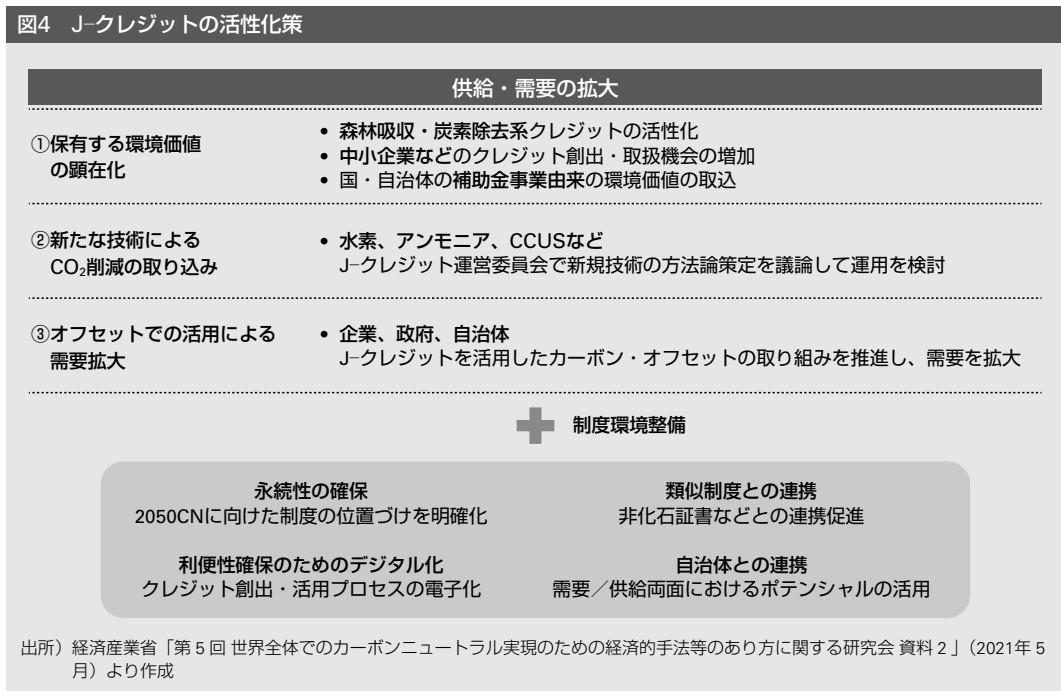 図4 J-クレジットの活性化策
供給・需要の拡大
①保有する環境価値
の顕在化
• 森林吸収・炭素除去系クレジットの活性化
• 中小企業などのクレジット創出・取扱機会の増加
• 国・自治体の補助金事業由来の環境価値の取込
②新たな技術による
CO₂削減の取り込み
• 水素、アンモニア、CCUSなど
J-クレジット運営委員会で新規技術の方法論策定を議論して運用を検討
③オフセットでの活用による
需要拡大
• 企業、政府、自治体
J-クレジットを活用したカーボン・オフセットの取り組みを推進し、需要を拡大
制度環境整備
永続性の確保
2050CNに向けた制度の位置づけを明確化
類似制度との連携
非化石証書などとの連携促進
利便性確保のためのデジタル化
クレジット創出・活用プロセスの電子化
自治体との連携
需要／供給両面におけるポテンシャルの活用
出所）経済産業省「第5回 世界全体でのカーボンニュートラル実現のための経済的手法等のあり方に関する研究会 資料2」（2021年5
月）より作成